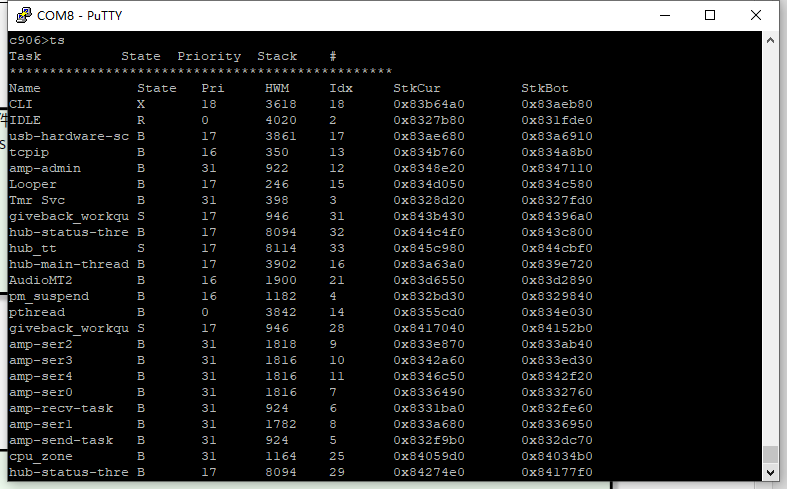 COM8 - PuTTY
c906>ts
Task State Priority Stack #
************************************************
Name State Pri HWM Idx StkCur StkBot
CLI X 18 3618 18 0x83b64a0 0x83aeb80
IDLE R 0 4020 2 0x8327b80 0x831fde0
usb-hardware-sc B 17 3861 17 0x83ae680 0x83a6910
tcpip B 16 350 13 0x834b760 0x834a8b0
amp-admin B 31 922 12 0x8348e20 0x8347110
Looper B 17 246 15 0x834d050 0x834c580
Tmr Svc B 31 398 3 0x8328d20 0x8327fd0
giveback_workqu S 17 946 31 0x843b430 0x84396a0
hub-status-thre B 17 8094 32 0x844c4f0 0x843c800
hub_tt S 17 8114 33 0x845c980 0x844cbf0
hub-main-thread B 17 3902 16 0x83a63a0 0x839e720
AudioMT2 B 16 1900 21 0x83d6550 0x83d2890
pm_suspend B 16 1182 4 0x832bd30 0x8329840
pthread B 0 3842 14 0x8355cd0 0x834e030
giveback_workqu S 17 946 28 0x8417040 0x84152b0
amp-ser2 B 31 1818 9 0x833e870 0x833ab40
amp-ser3 B 31 1816 10 0x8342a60 0x833ed30
amp-ser4 B 31 1816 11 0x8346c50 0x8342f20
amp-ser0 B 31 1816 7 0x8336490 0x8332760
amp-recv-task B 31 924 6 0x8331ba0 0x832fe60
amp-ser1 B 31 1782 8 0x833a680 0x8336950
amp-send-task B 31 924 5 0x832f9b0 0x832dc70
cpu_zone B 31 1164 25 0x84059d0 0x84034b0
hub-status-thre B 17 8094 29 0x84274e0 0x84177f0